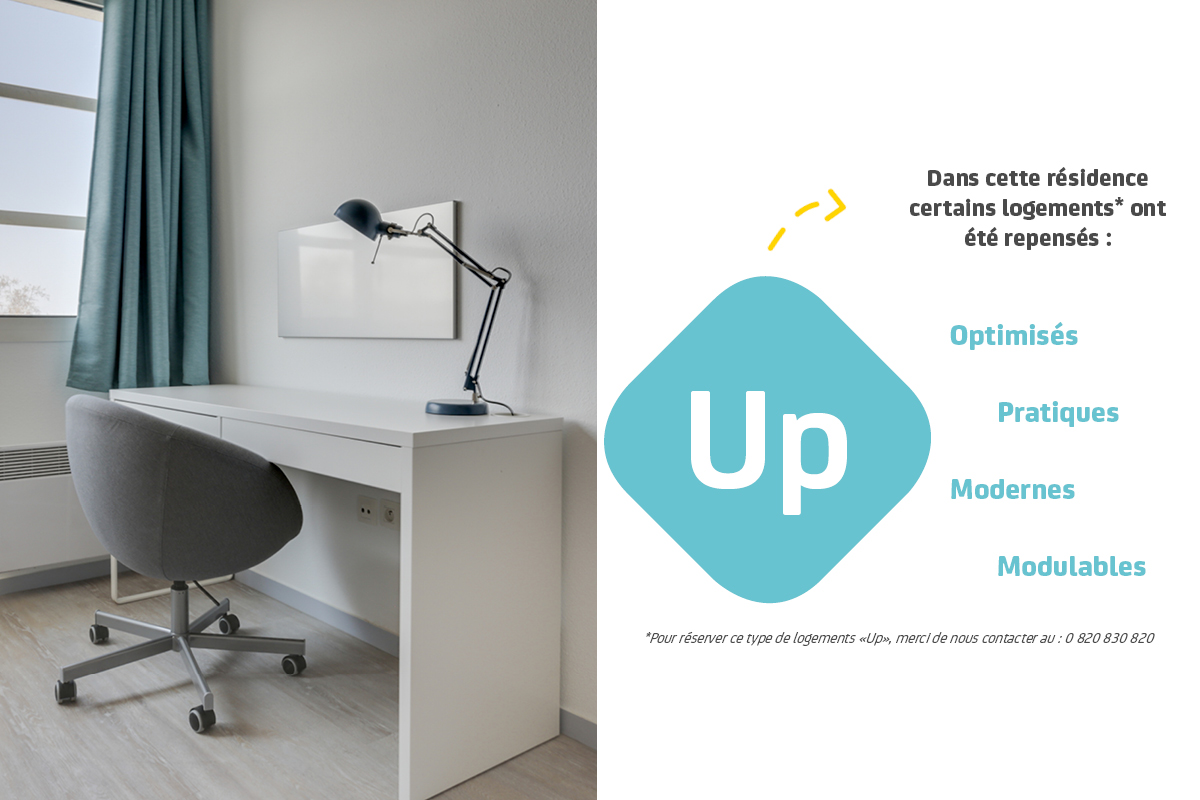 Dans cette résidence
certains logements* ont
été repensés :
Up
Optimisés
Pratiques
Modernes
Modulables
*Pour réserver ce type de logements «Up», merci de nous contacter au : 0 820 830 820